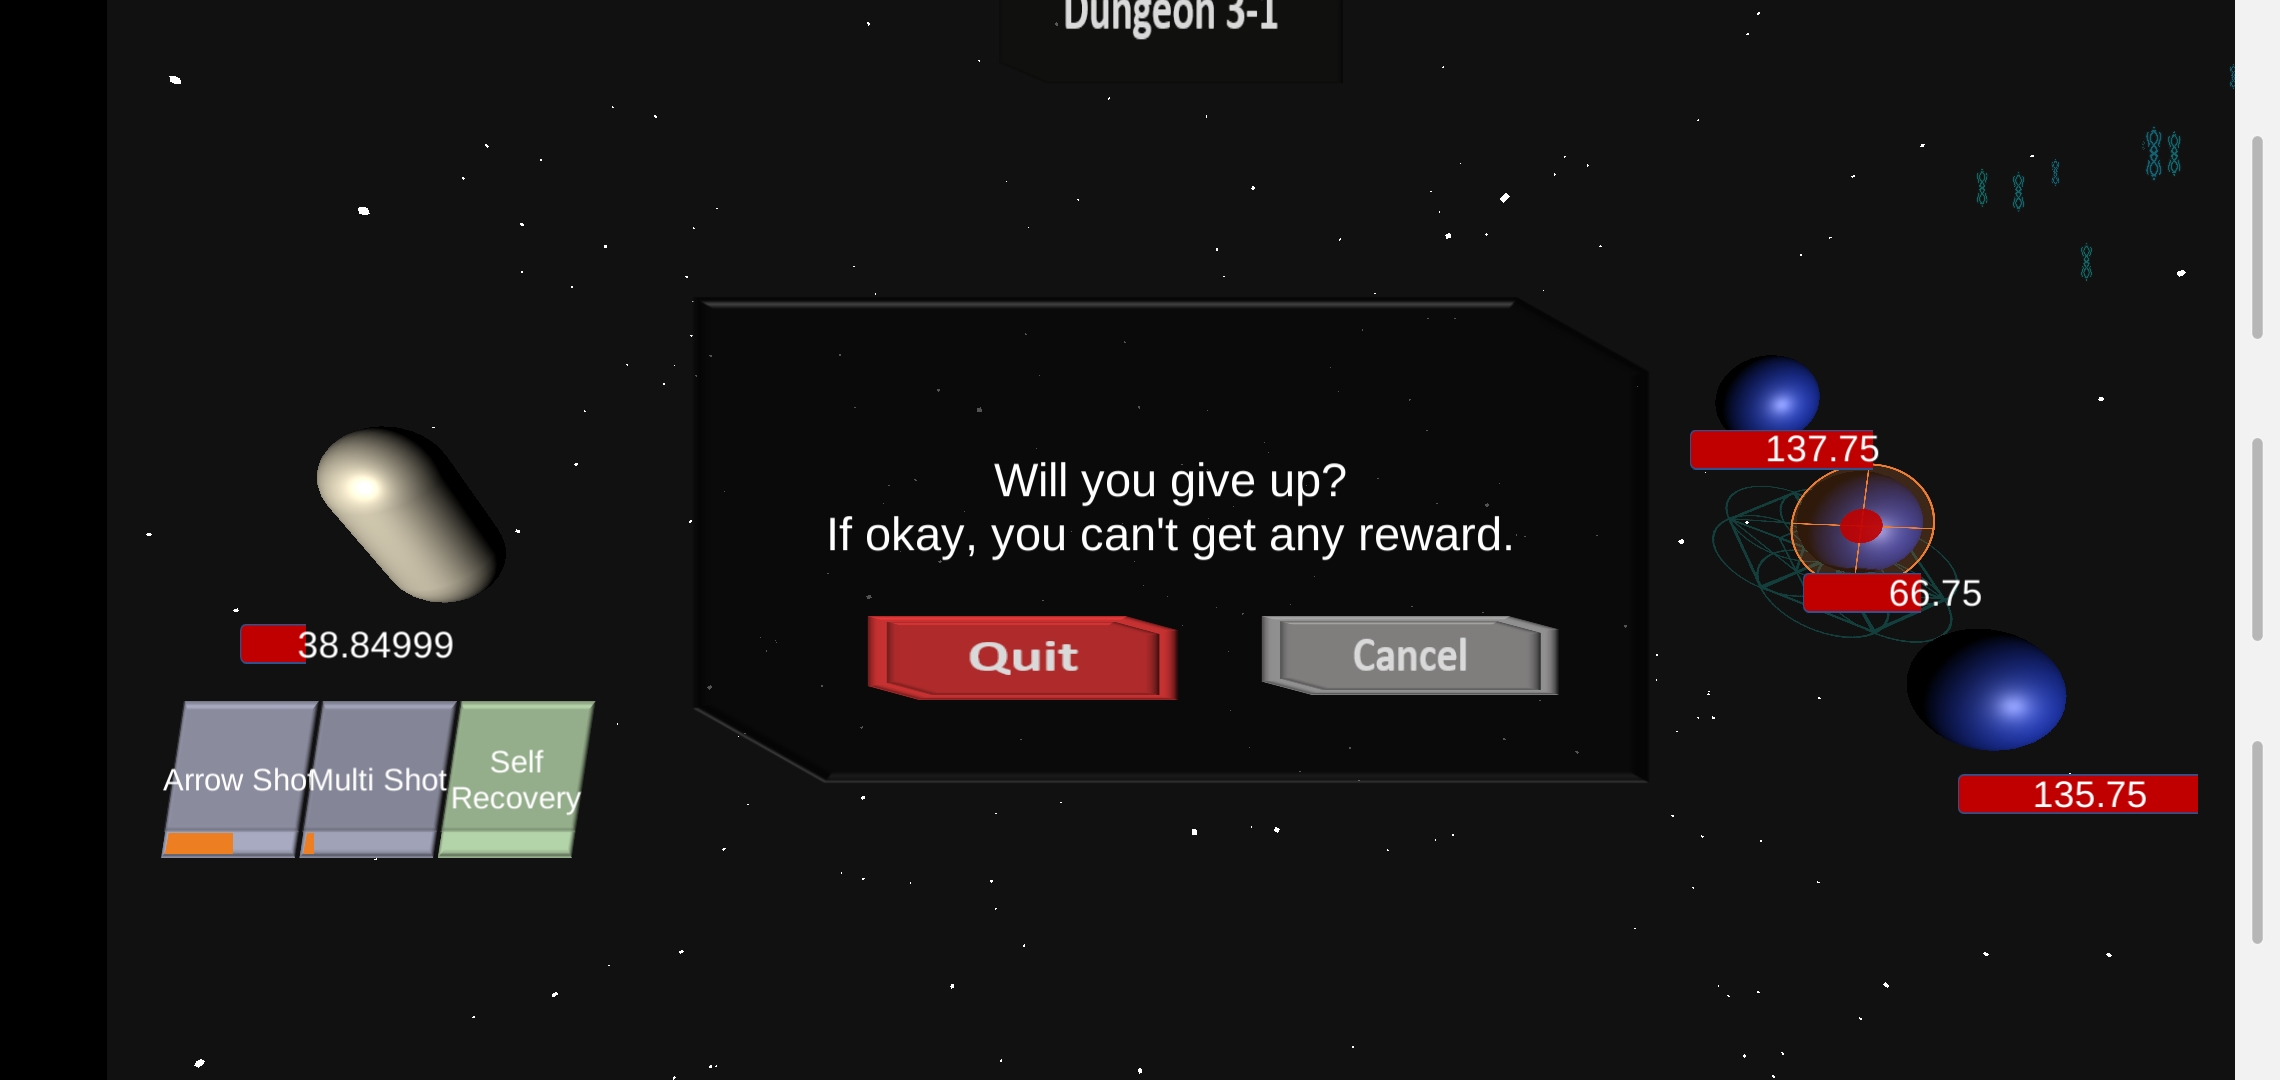 Dungeon 3-1
137.75
Will you give up?
If okay, you can't get any reward.
66.75
38.84999
Quit
Cancel
Arrow Shot
Multi Shot
Self
Recovery
135.75